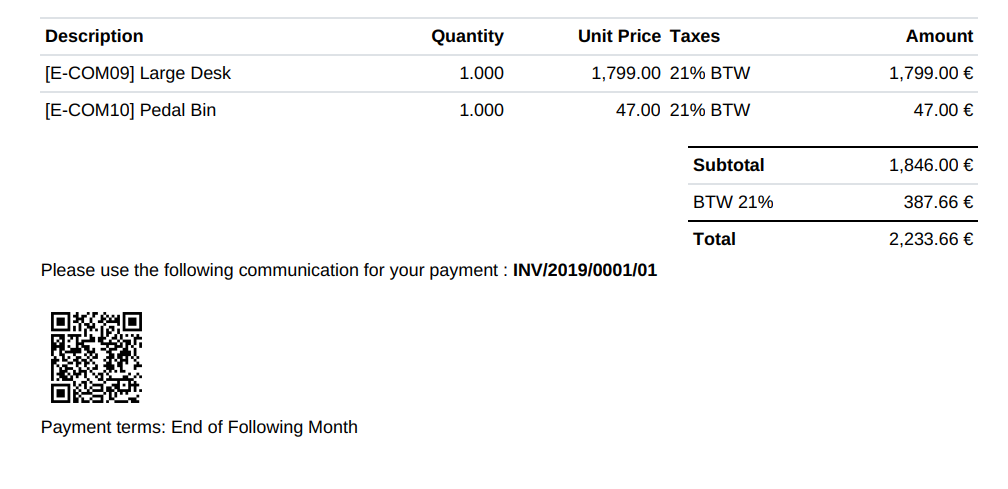 Description Quantity Unit Price Taxes Amount
[E-COM09] Large Desk 1.000 1,799.00 21% BTW 1,799.00 €
[E-COM10] Pedal Bin 1.000 47.00 21% BTW 47.00 €
Subtotal 1,846.00 €
BTW 21% 387.66 €
Total 2,233.66 €
Please use the following communication for your payment : INV/2019/0001/01
Payment terms: End of Following Month